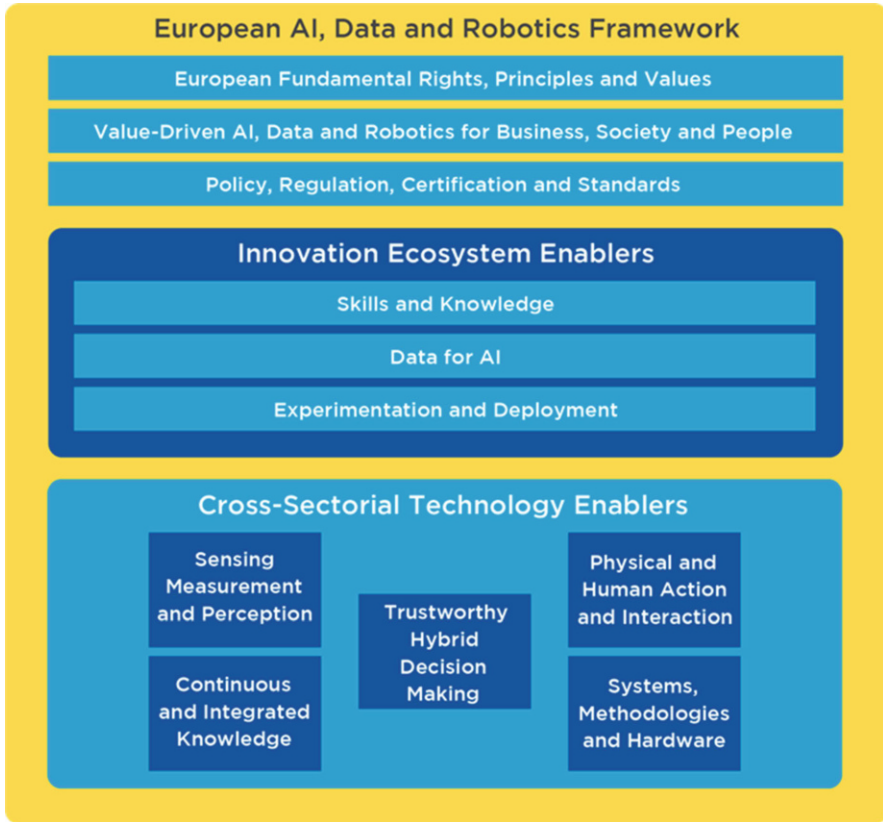 European AI, Data and Robotics Framework
European Fundamental Rights, Principles and Values
Value-Driven AI, Data and Robotics for Business, Society and People
Policy, Regulation, Certification and Standards
Innovation Ecosystem Enablers
Skills and Knowledge
Data for AI
Experimentation and Deployment
Cross-Sectorial Technology Enablers
Sensing
Measurement
and Perception
Continuous
and Integrated
Knowledge
Trustworthy
Hybrid
Decision
Making
Physical and
Human Action
and Interaction
Systems,
Methodologies
and Hardware